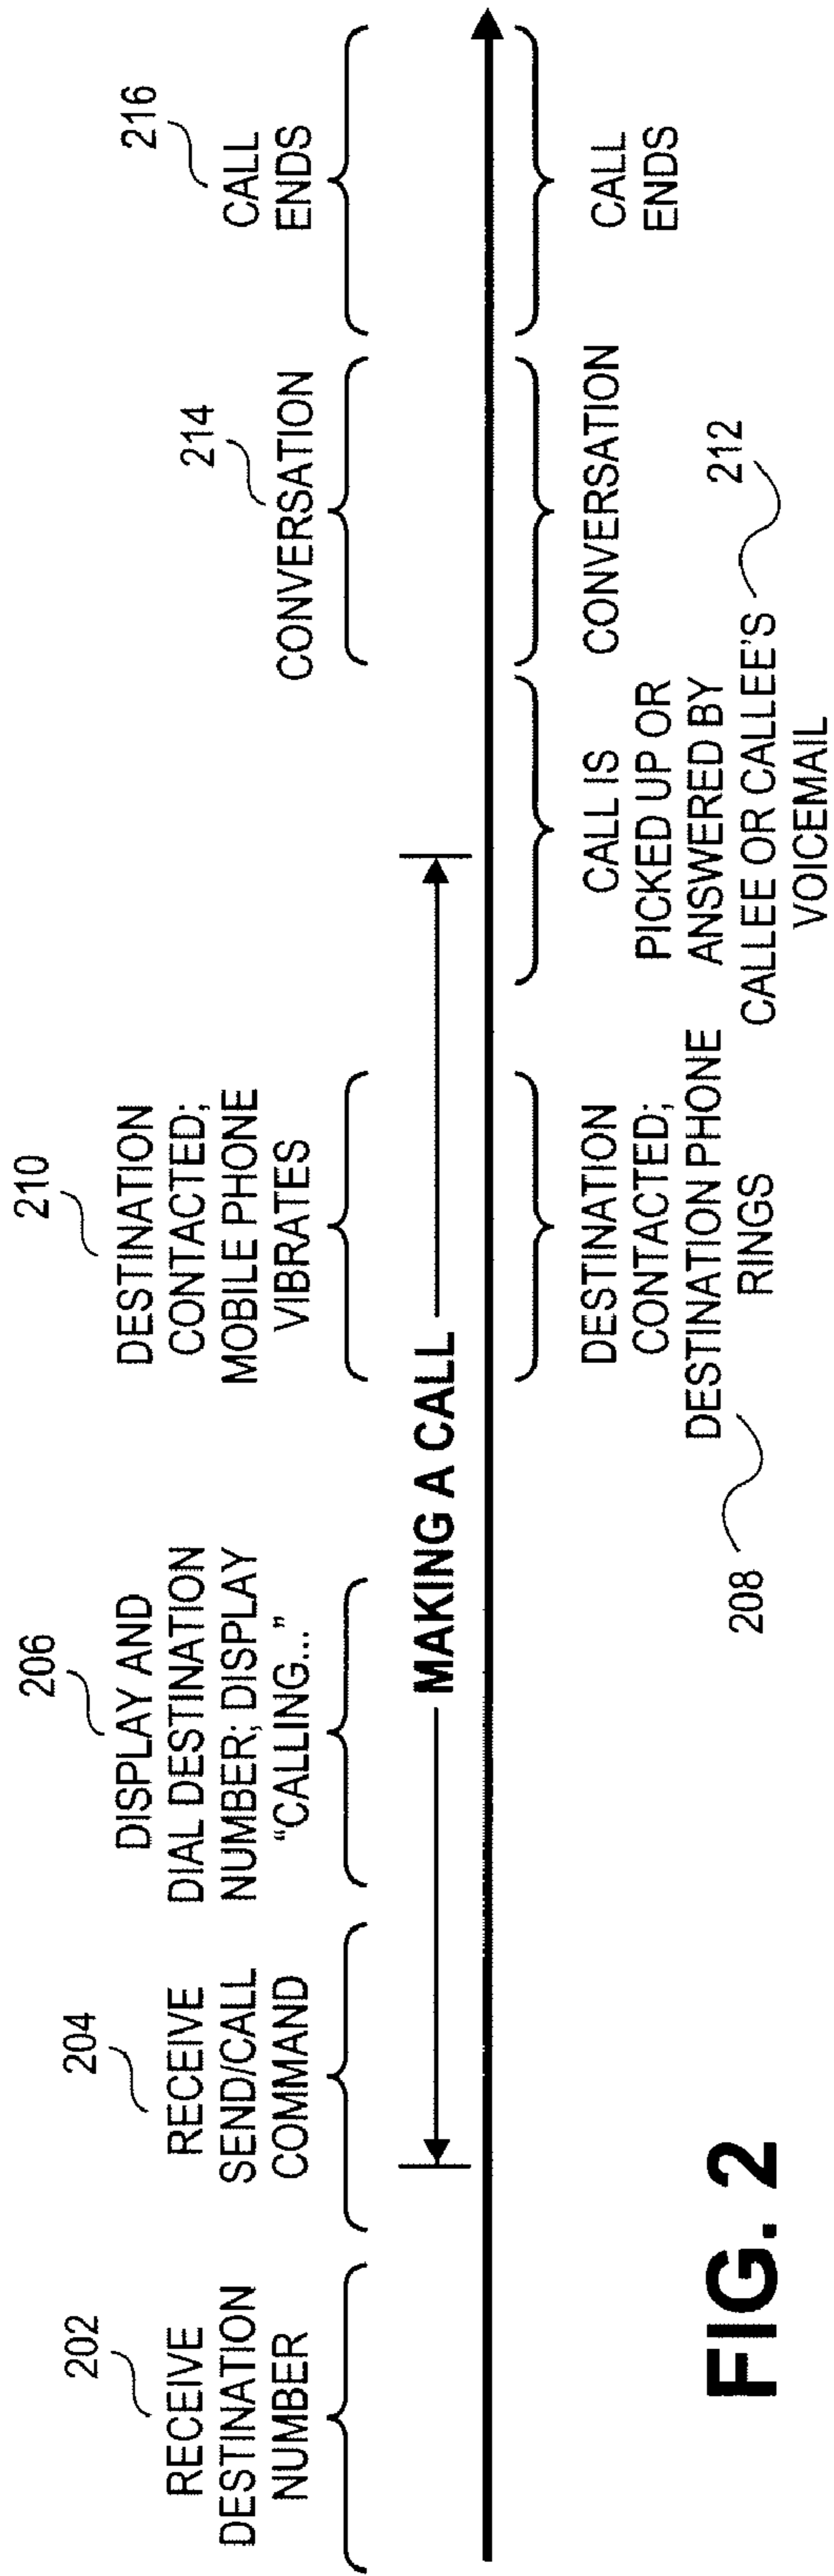 202
RECEIVE
DESTINATION
NUMBER
204
RECEIVE
SEND/CALL
COMMAND
206
DISPLAY AND
DIAL DESTINATION
NUMBER; DISPLAY
“CALLING...”
210
DESTINATION
CONTACTED;
MOBILE PHONE
VIBRATES
214
CONVERSATION
216
CALL
ENDS
MAKING A CALL
208
DESTINATION
CONTACTED;
DESTINATION PHONE
RINGS
CALL IS
PICKED UP OR
ANSWERED BY
CALLEE OR CALLEE'S
VOICEMAIL
212
CONVERSATION
CALL
ENDS
FIG. 2